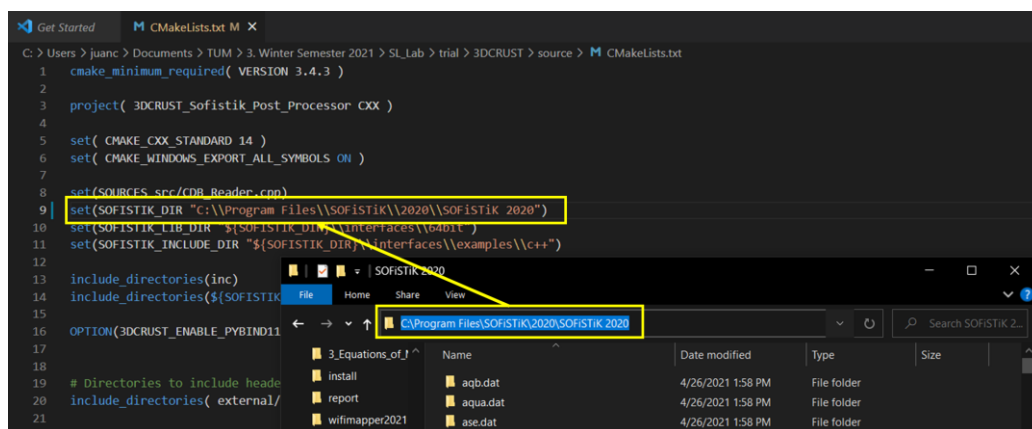 Get Started
M CMakeLists.txt M ×
C: > Users > juanc > Documents > TUM > 3. Winter Semester 2021 > SL_Lab > trial > 3DCRUST > source > M CMakeLists.txt
1 cmake_minimum_required( VERSION 3.4.3 )
2
3 project( 3DCRUST_Sofistik_Post_Processor CXX )
4
5 set( CMAKE_CXX_STANDARD 14 )
6 set( CMAKE_WINDOWS_EXPORT_ALL_SYMBOLS ON )
7
8 set(SOURCES src/CDB_Reader.cpp)
9 set(SOFISTIK_DIR "C:\\Program Files\\SOFiSTiK\\2020\\SOFiSTiK 2020")
10 set(SOFISTIK_LIB_DIR "${SOFISTIK_DIR}\\interfaces\\64bit")
11 set(SOFISTIK_INCLUDE_DIR "${SOFISTIK_DIR}\\interfaces\\examples\\c++")
12
13 include_directories(inc)
14 include_directories(${SOFISTIK
15
16 OPTION(3DCRUST_ENABLE_PYBIND11
17
18
19 # Directories to include heade
20 include_directories( external/
21
SOFiSTiK 2020
File Home Share View
C:\Program Files\SOFiSTiK\2020\SOFiSTiK 2020
Search SOFiSTiK 2...
3_Equations_of_
install
report
wifimapper2021
Name Date modified Type Size
aqb.dat 4/26/2021 1:58 PM File folder
aqua.dat 4/26/2021 1:58 PM File folder
ase.dat 4/26/2021 1:58 PM File folder